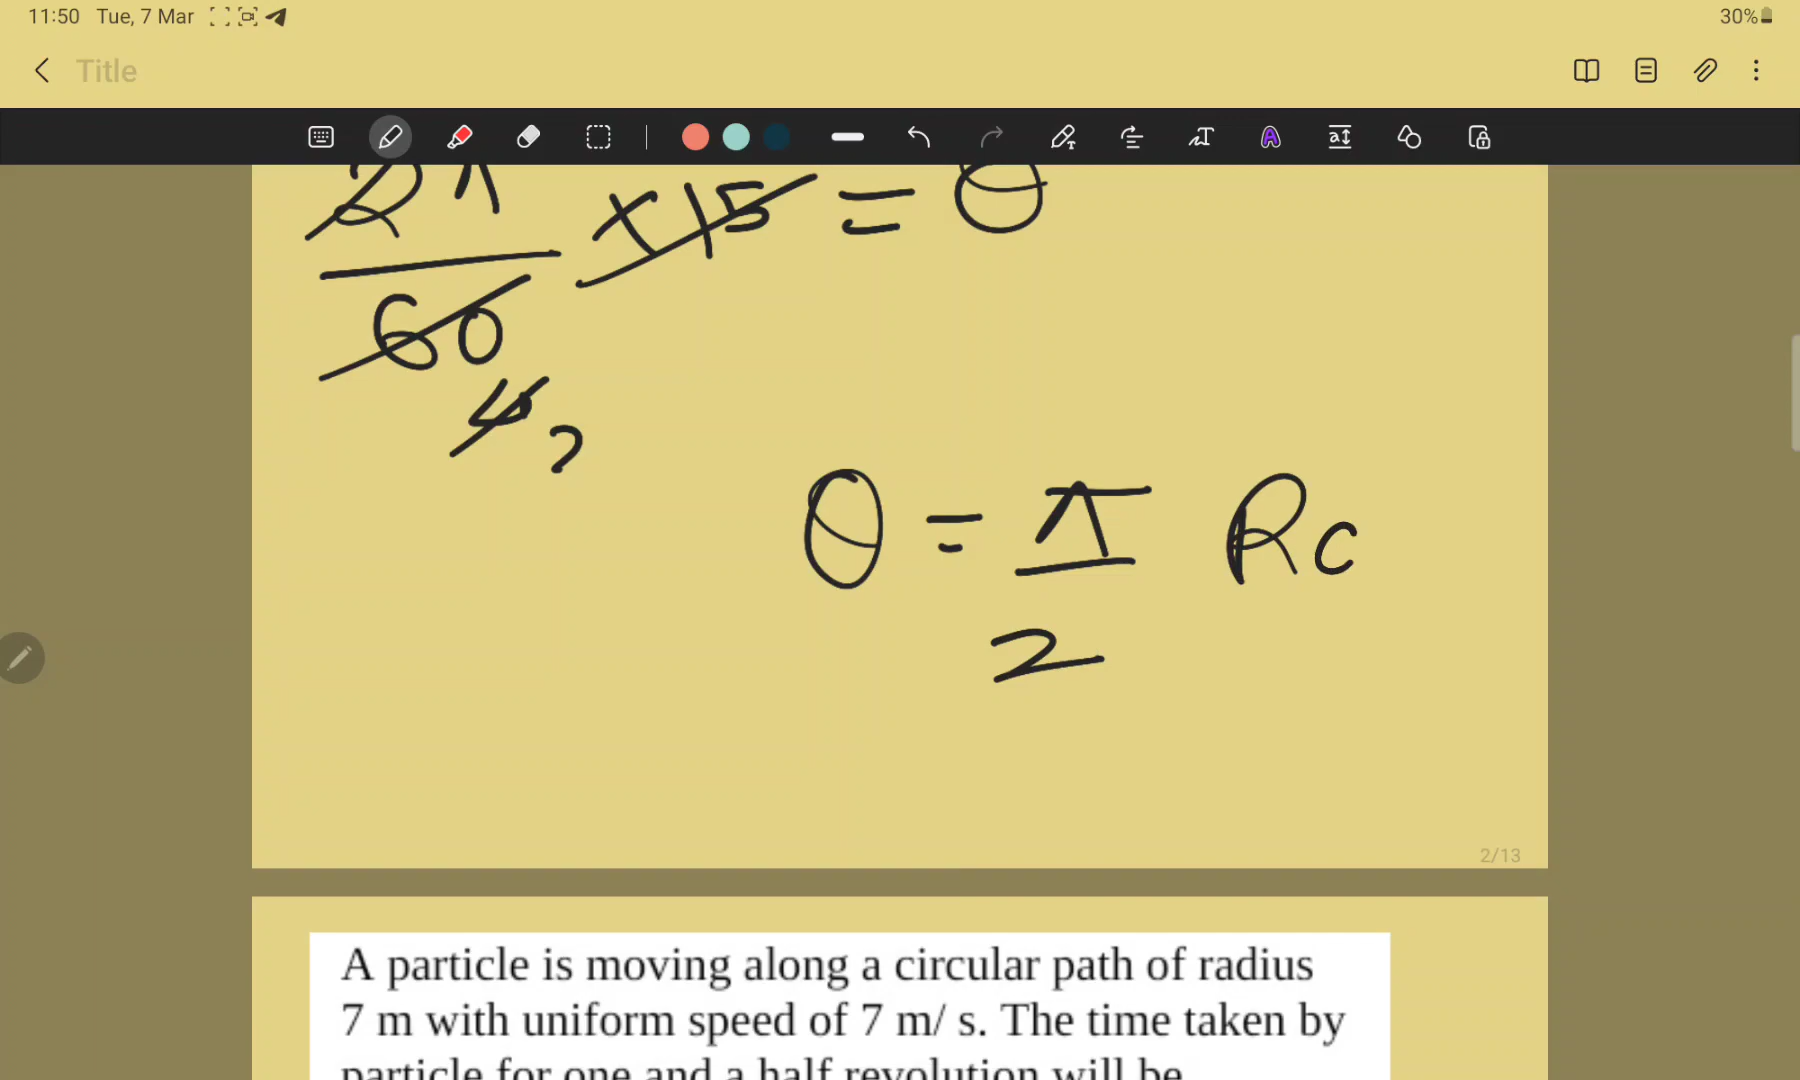 11:50 Tue, 7 Mar 30%
Title
2π
× 15 = θ
60
4 2
θ = π Rc
2
2/13
A particle is moving along a circular path of radius
7 m with uniform speed of 7 m/ s. The time taken by
particle for one and a half revolution will be